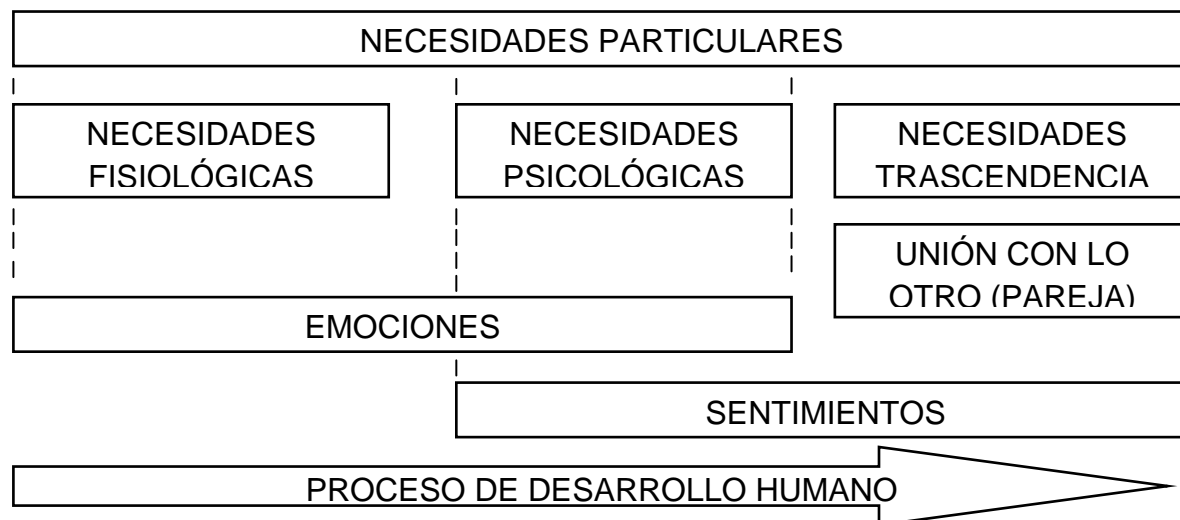 NECESIDADES PARTICULARES
NECESIDADES
FISIOLÓGICAS
NECESIDADES
PSICOLÓGICAS
NECESIDADES
TRASCENDENCIA
UNIÓN CON LO
OTRO (PAREJA)
EMOCIONES
SENTIMIENTOS
PROCESO DE DESARROLLO HUMANO